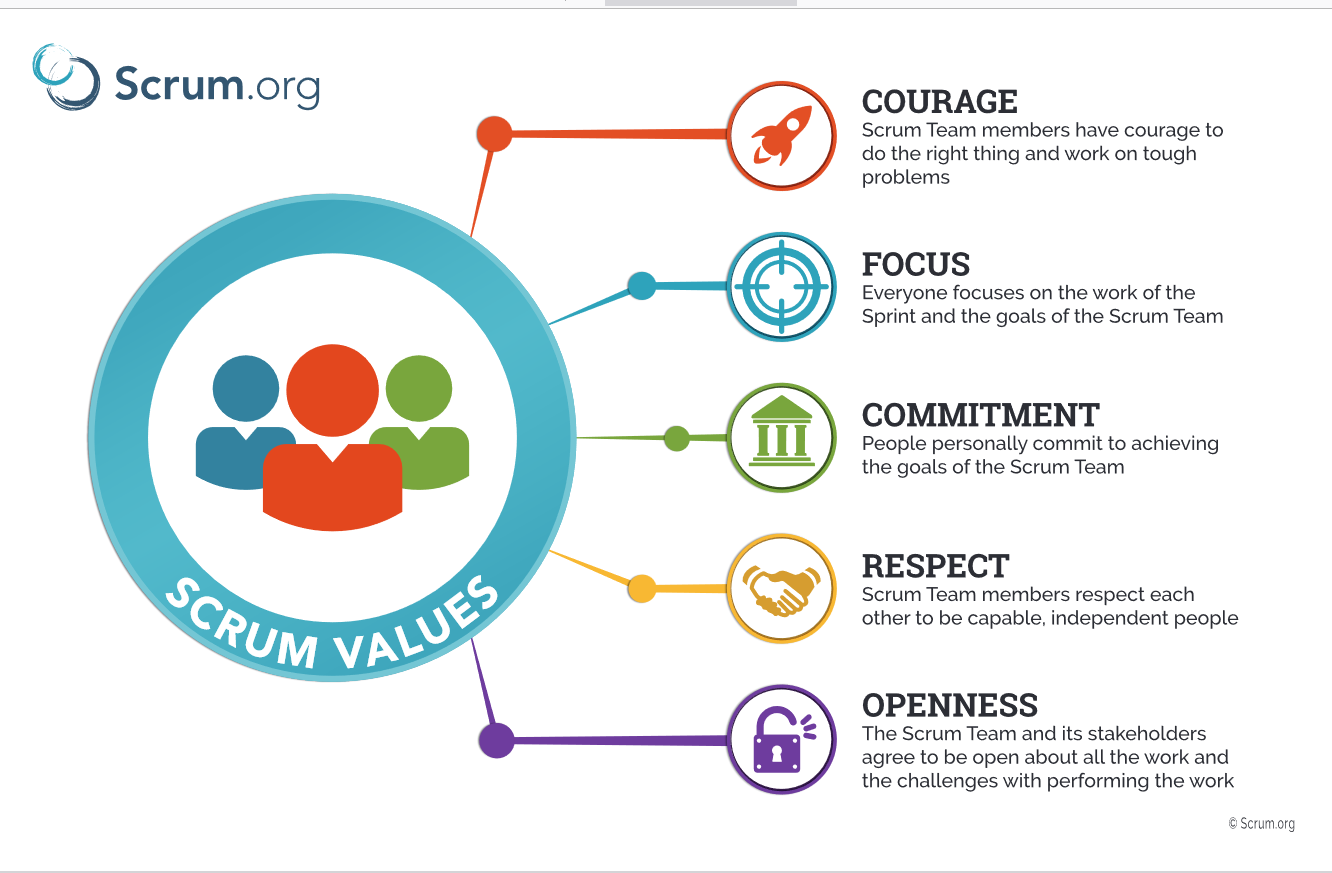 Scrum.org
COURAGE
Scrum Team members have courage to
do the right thing and work on tough
problems
FOCUS
Everyone focuses on the work of the
Sprint and the goals of the Scrum Team
COMMITMENT
People personally commit to achieving
the goals of the Scrum Team
RESPECT
Scrum Team members respect each
other to be capable, independent people
SCRUM VALUES
OPENNESS
The Scrum Team and its stakeholders
agree to be open about all the work and
the challenges with performing the work
© Scrum.org